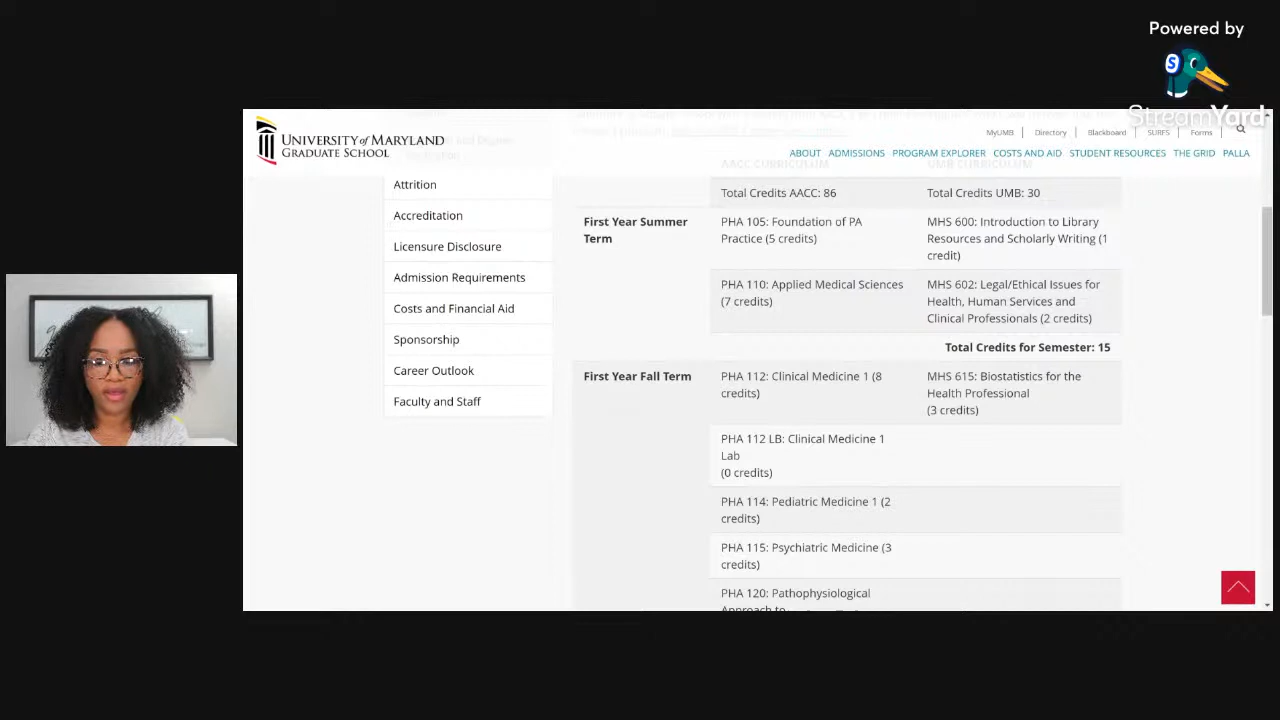 Powered by
S
StreamYard
UNIVERSITY of MARYLAND
GRADUATE SCHOOL
MyUMB | Directory | Blackboard | SURFS | Forms
ABOUT ADMISSIONS PROGRAM EXPLORER COSTS AND AID STUDENT RESOURCES THE GRID PALLA
AACC CURRICULUM
UMB CURRICULUM
Attrition
Accreditation
Licensure Disclosure
Admission Requirements
Costs and Financial Aid
Sponsorship
Career Outlook
Faculty and Staff
Total Credits AACC: 86
Total Credits UMB: 30
First Year Summer
Term
PHA 105: Foundation of PA
Practice (5 credits)
MHS 600: Introduction to Library
Resources and Scholarly Writing (1
credit)
PHA 110: Applied Medical Sciences
(7 credits)
MHS 602: Legal/Ethical Issues for
Health, Human Services and
Clinical Professionals (2 credits)
Total Credits for Semester: 15
First Year Fall Term
PHA 112: Clinical Medicine 1 (8
credits)
MHS 615: Biostatistics for the
Health Professional
(3 credits)
PHA 112 LB: Clinical Medicine 1
Lab
(0 credits)
PHA 114: Pediatric Medicine 1 (2
credits)
PHA 115: Psychiatric Medicine (3
credits)
PHA 120: Pathophysiological
Approach to